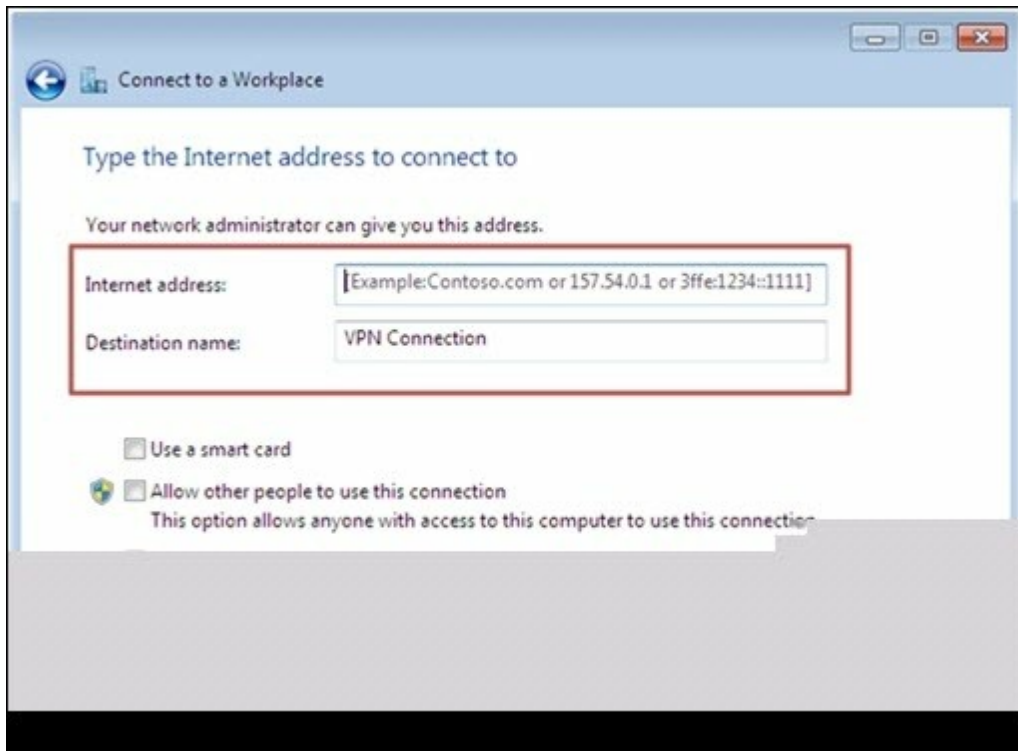 Connect to a Workplace
Type the Internet address to connect to
Your network administrator can give you this address.
Internet address: [Example:Contoso.com or 157.54.0.1 or 3ffe:1234::1111]
Destination name: VPN Connection
Use a smart card
Allow other people to use this connection
This option allows anyone with access to this computer to use this connection